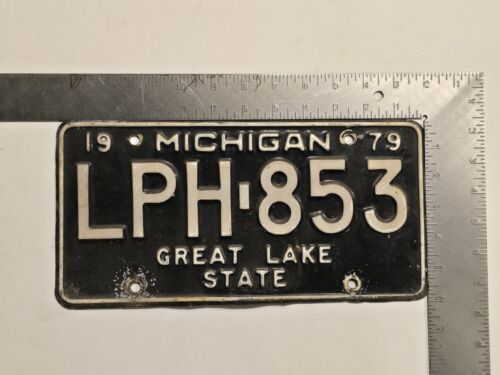 19 MICHIGAN 79
LPH-853
GREAT LAKE
STATE